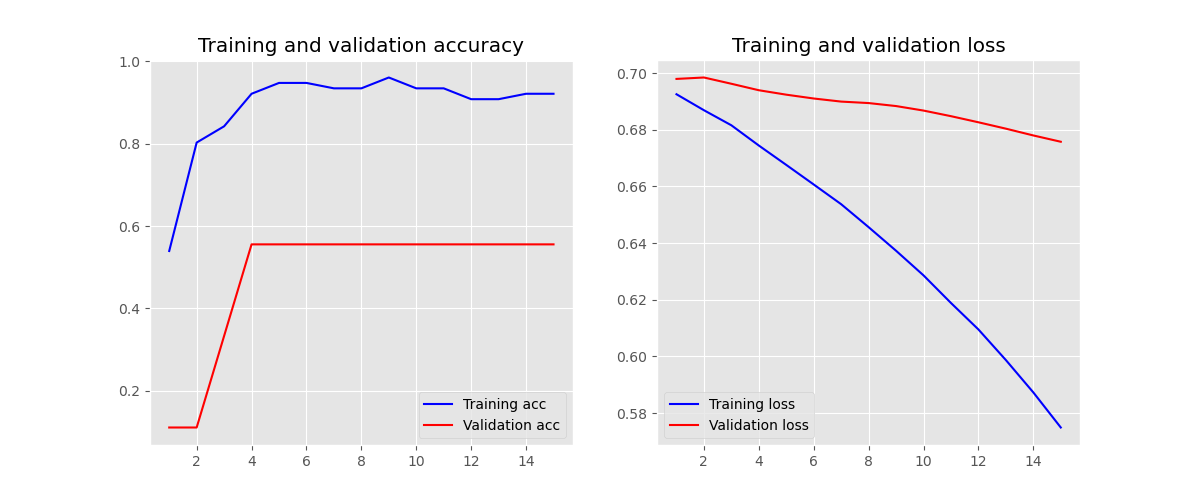 Training and validation accuracy
1.0
0.8
0.6
0.4
0.2
2 4 6 8 10 12 14
Training acc
Validation acc
Training and validation loss
0.70
0.68
0.66
0.64
0.62
0.60
0.58
2 4 6 8 10 12 14
Training loss
Validation loss